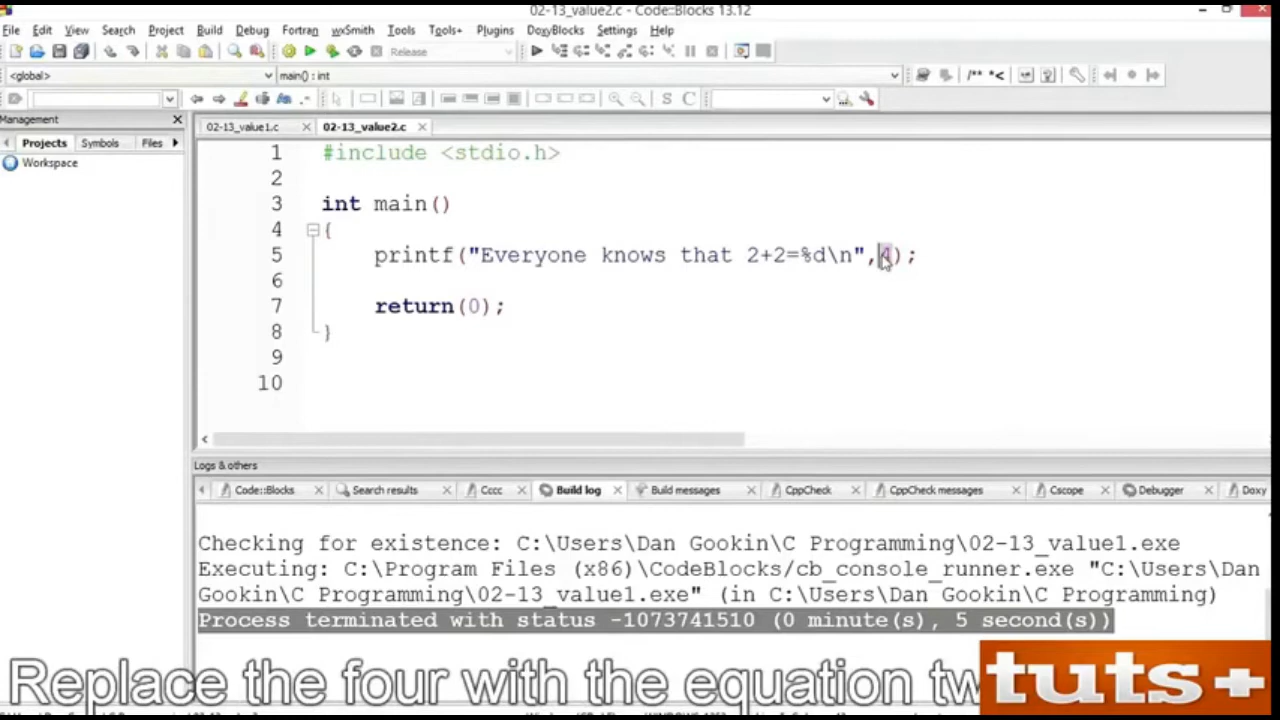 02-13_value2.c - Code::Blocks 13.12
File Edit View Search Project Build Debug Fortran wxSmith Tools Tools+ Plugins DoxyBlocks Settings Help
Release
<global> main() : int /** *<
S C
Management
Projects Symbols Files
Workspace
02-13_value1.c 02-13_value2.c
1 #include <stdio.h>
2
3 int main()
4 {
5 printf("Everyone knows that 2+2=%d\n",4);
6
7 return(0);
8 }
9
10
Logs & others
Code::Blocks Search results Cccc Build log Build messages CppCheck CppCheck messages Cscope Debugger Doxy
Checking for existence: C:\Users\Dan Gookin\C Programming\02-13_value1.exe
Executing: C:\Program Files (x86)\CodeBlocks/cb_console_runner.exe "C:\Users\Dan
Gookin\C Programming\02-13_value1.exe" (in C:\Users\Dan Gookin\C Programming)
Process terminated with status -1073741510 (0 minute(s), 5 second(s))
Replace the four with the equation tw
tuts+